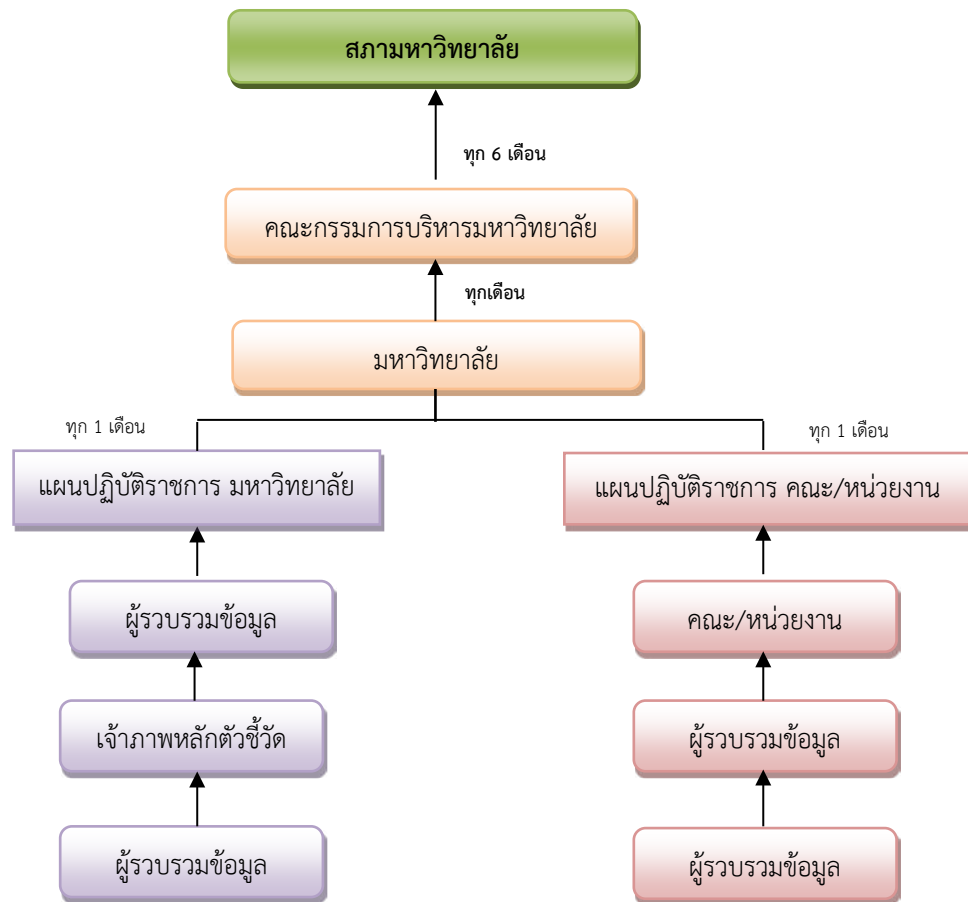 สภามหาวิทยาลัย
ทุก 6 เดือน
คณะกรรมการบริหารมหาวิทยาลัย
ทุกเดือน
มหาวิทยาลัย
ทุก 1 เดือน
ทุก 1 เดือน
แผนปฏิบัติราชการ มหาวิทยาลัย
แผนปฏิบัติราชการ คณะ/หน่วยงาน
ผู้รวบรวมข้อมูล
คณะ/หน่วยงาน
เจ้าภาพหลักตัวชี้วัด
ผู้รวบรวมข้อมูล
ผู้รวบรวมข้อมูล
ผู้รวบรวมข้อมูล